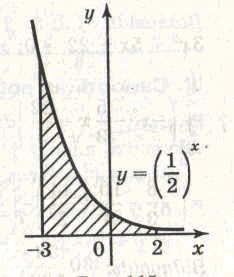 y
y = (1/2)^x
-3 0 2 x